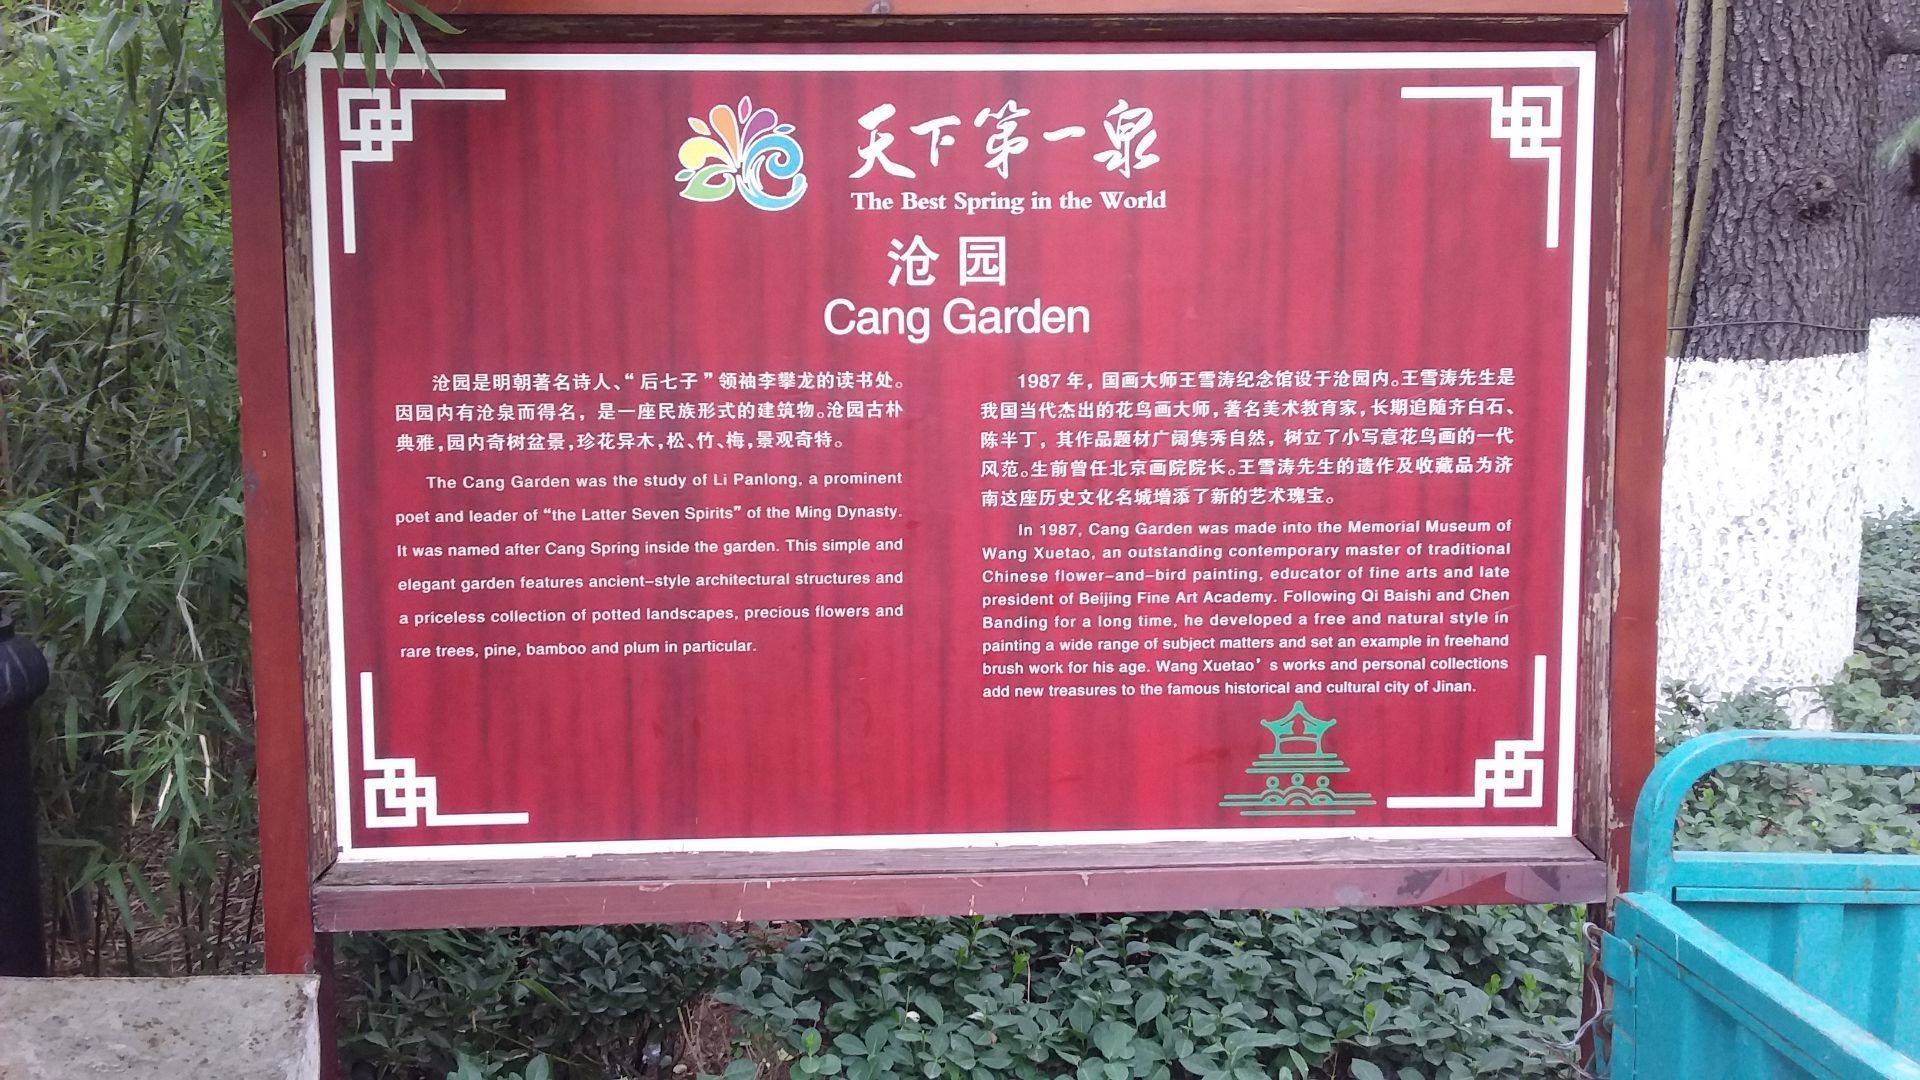 天下第一泉
The Best Spring in the World
沧园
Cang Garden
沧园是明朝著名诗人、“后七子”领袖李攀龙的读书处。
因园内有沧泉而得名，是一座民族形式的建筑物。沧园古朴
典雅，园内奇树盆景，珍花异木，松、竹、梅，景观奇特。
The Cang Garden was the study of Li Panlong, a prominent
poet and leader of “the Latter Seven Spirits” of the Ming Dynasty.
It was named after Cang Spring inside the garden. This simple and
elegant garden features ancient-style architectural structures and
a priceless collection of potted landscapes, precious flowers and
rare trees, pine, bamboo and plum in particular.
1987年，国画大师王雪涛纪念馆设于沧园内。王雪涛先生是
我国当代杰出的花鸟画大师，著名美术教育家，长期追随齐白石、
陈半丁，其作品题材广阔隽秀自然，树立了小写意花鸟画的一代
风范。生前曾任北京画院院长。王雪涛先生的遗作及收藏品为济
南这座历史文化名城增添了新的艺术瑰宝。
In 1987, Cang Garden was made into the Memorial Museum of
Wang Xuetao, an outstanding contemporary master of traditional
Chinese flower-and-bird painting, educator of fine arts and late
president of Beijing Fine Art Academy. Following Qi Baishi and Chen
Banding for a long time, he developed a free and natural style in
painting a wide range of subject matters and set an example in freehand
brush work for his age. Wang Xuetao’s works and personal collections
add new treasures to the famous historical and cultural city of Jinan.